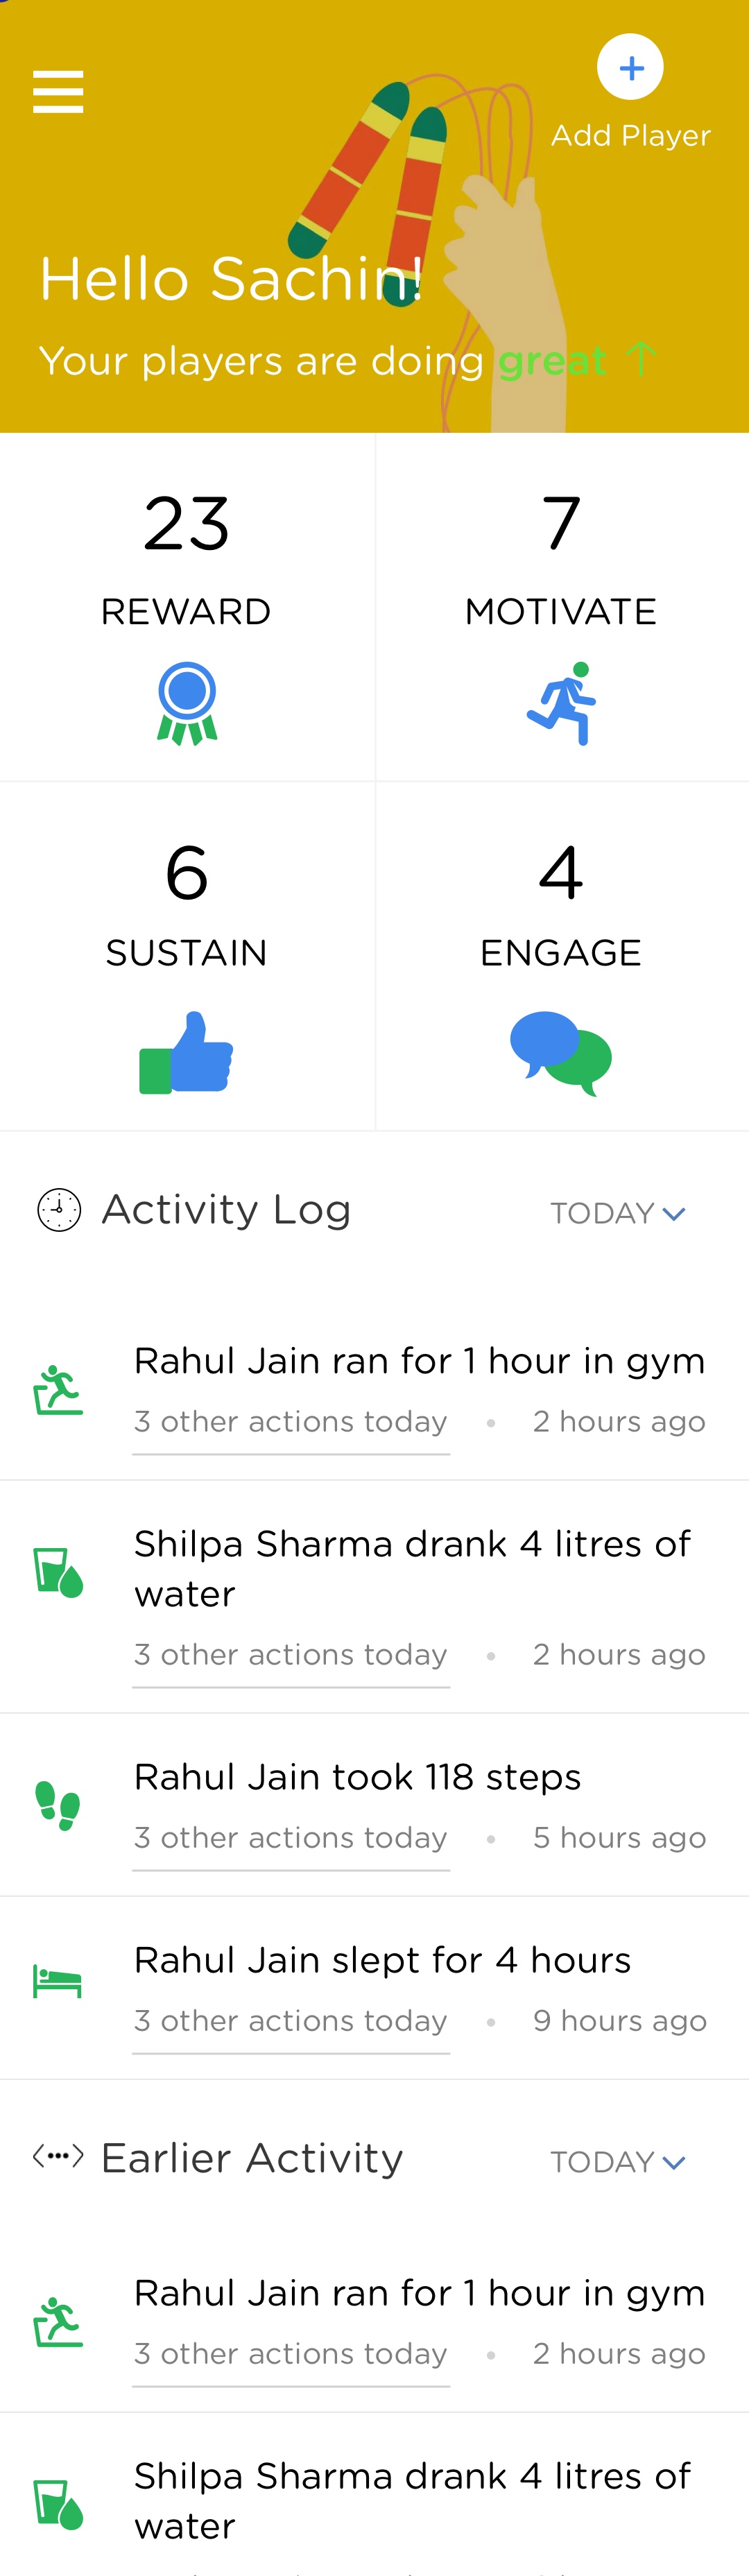 Add Player
Hello Sachin!
Your players are doing great ↑
23
REWARD
7
MOTIVATE
6
SUSTAIN
4
ENGAGE
Activity Log
TODAY
Rahul Jain ran for 1 hour in gym
3 other actions today • 2 hours ago
Shilpa Sharma drank 4 litres of
water
3 other actions today • 2 hours ago
Rahul Jain took 118 steps
3 other actions today • 5 hours ago
Rahul Jain slept for 4 hours
3 other actions today • 9 hours ago
Earlier Activity
TODAY
Rahul Jain ran for 1 hour in gym
3 other actions today • 2 hours ago
Shilpa Sharma drank 4 litres of
water